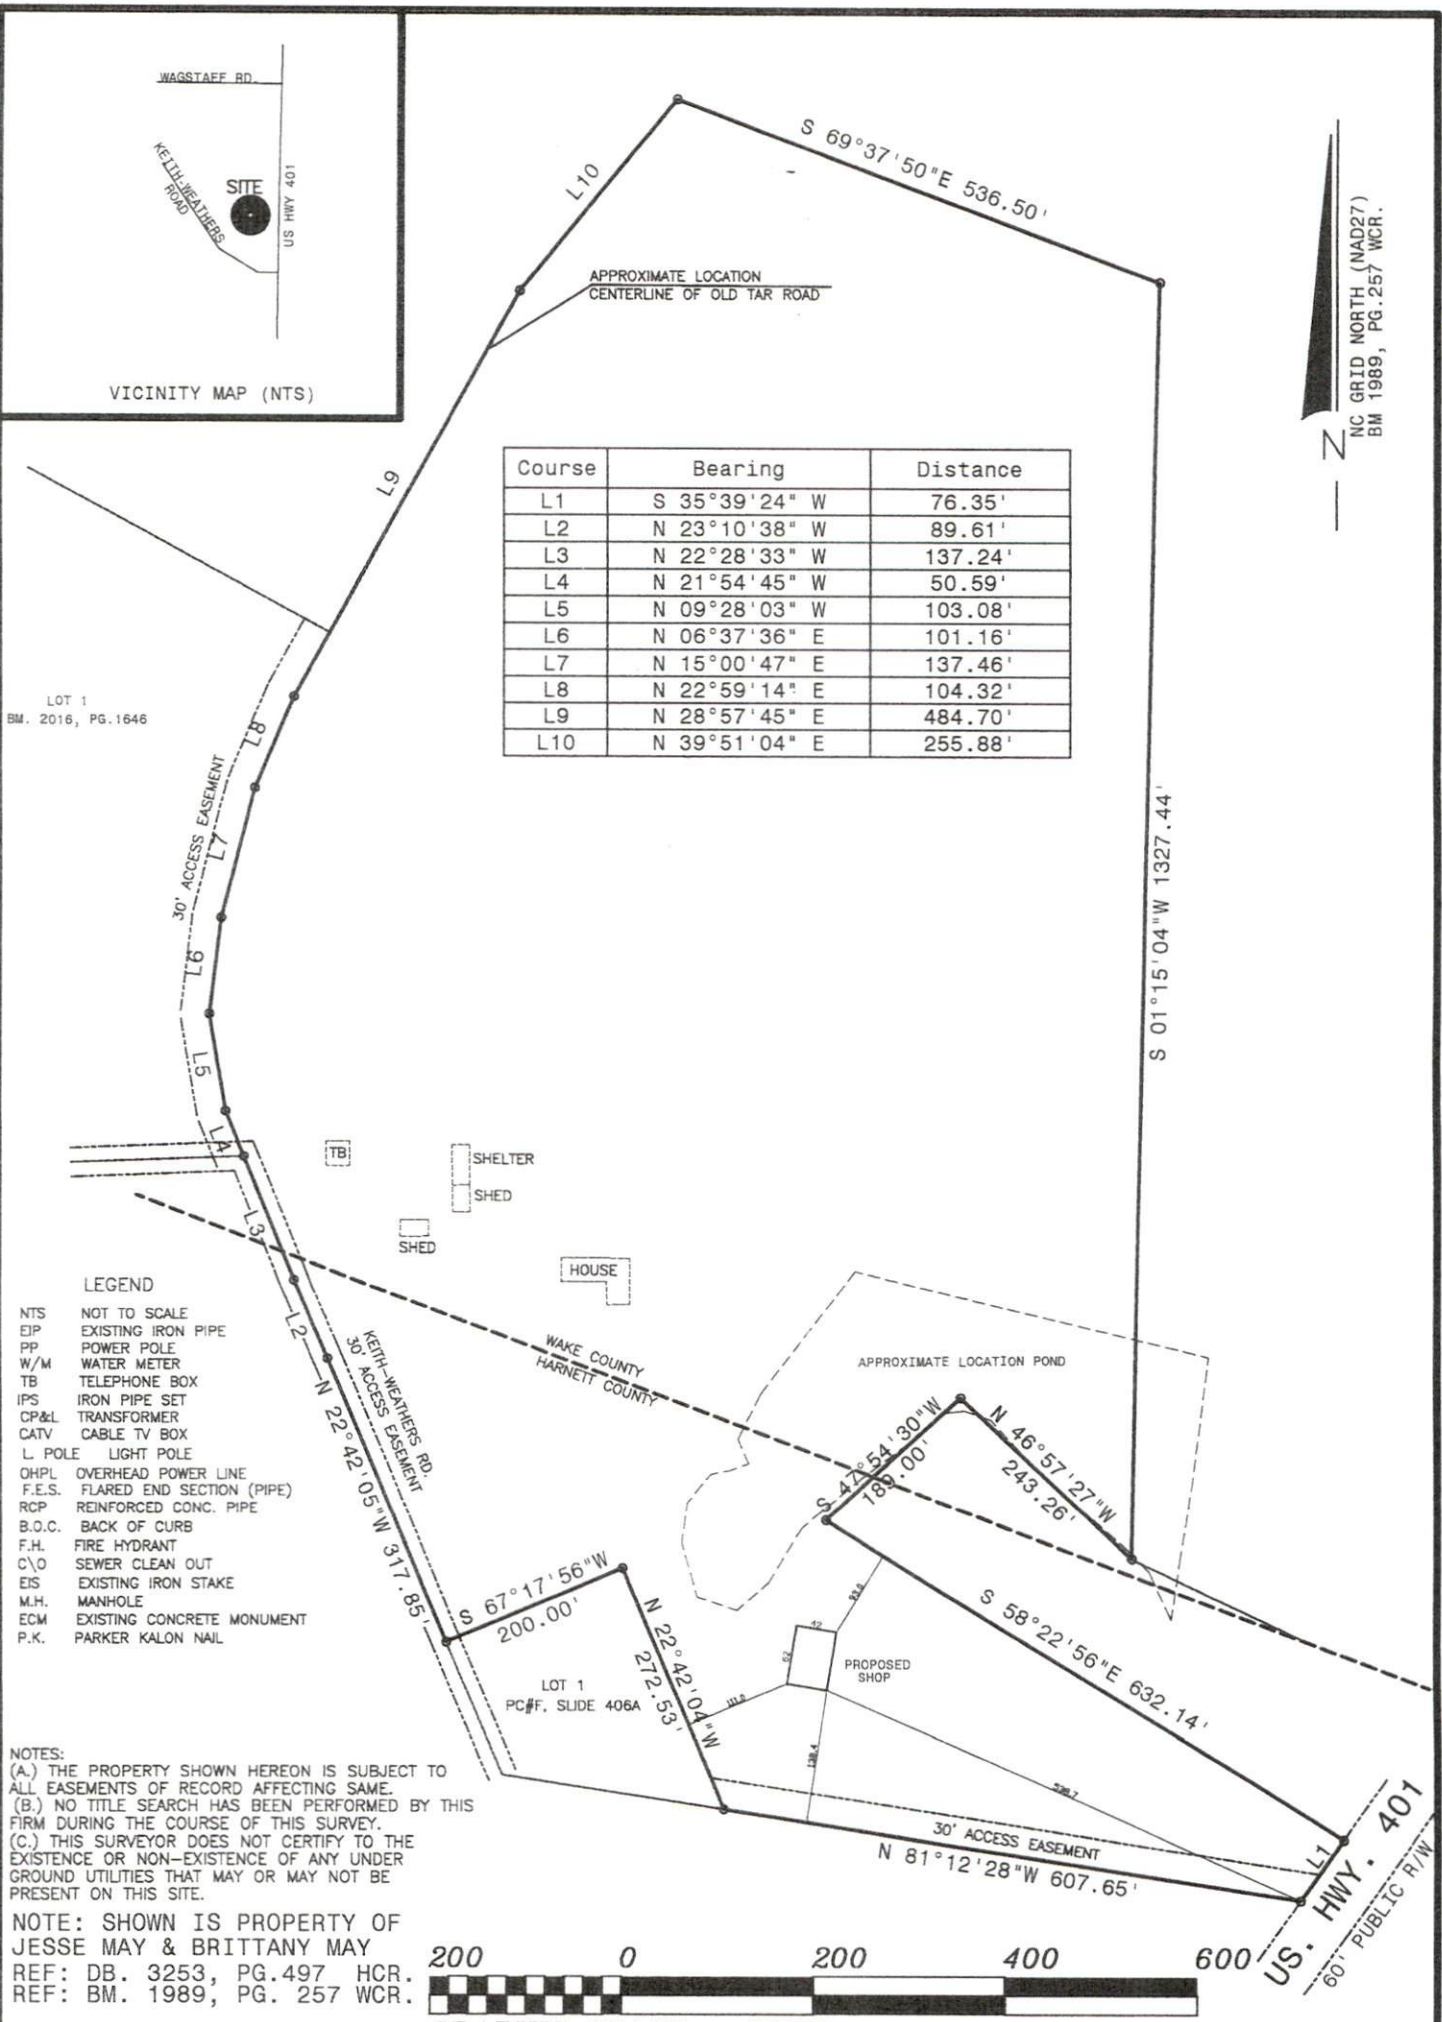 WAGSTAFF RD.
KEITH-WEATHERS
ROAD
SITE
US HWY 401
VICINITY MAP (NTS)
L10
S 69°37'50"E 536.50'
NC GRID NORTH (NAD27)
BM 1989, PG.257 WCR.
N
APPROXIMATE LOCATION
CENTERLINE OF OLD TAR ROAD
L9
Course Bearing Distance
L1 S 35°39'24" W 76.35'
L2 N 23°10'38" W 89.61'
L3 N 22°28'33" W 137.24'
L4 N 21°54'45" W 50.59'
L5 N 09°28'03" W 103.08'
L6 N 06°37'36" E 101.16'
L7 N 15°00'47" E 137.46'
L8 N 22°59'14" E 104.32'
L9 N 28°57'45" E 484.70'
L10 N 39°51'04" E 255.88'
LOT 1
BM. 2016, PG.1646
L8
30' ACCESS EASEMENT
L7
L6
L5
L4
L3
L2
S 01°15'04"W 1327.44'
TB
SHELTER
SHED
SHED
HOUSE
WAKE COUNTY
HARNETT COUNTY
APPROXIMATE LOCATION POND
KEITH-WEATHERS RD.
30' ACCESS EASEMENT
N 22°42'05"W 317.85'
S 47°54'30"W
189.00'
N 46°57'27"W
243.26'
S 67°17'56"W
200.00'
N 22°42'04"W
272.53'
LOT 1
PC#F, SLIDE 406A
S 58°22'56"E 632.14'
93.0
42
62
PROPOSED
SHOP
111.0
138.4
30' ACCESS EASEMENT
N 81°12'28"W 607.65'
L1
US. HWY. 401
60' PUBLIC R/W
LEGEND
NTS NOT TO SCALE
EIP EXISTING IRON PIPE
PP POWER POLE
W/M WATER METER
TB TELEPHONE BOX
IPS IRON PIPE SET
CP&L TRANSFORMER
CATV CABLE TV BOX
L POLE LIGHT POLE
OHPL OVERHEAD POWER LINE
F.E.S. FLARED END SECTION (PIPE)
RCP REINFORCED CONC. PIPE
B.O.C. BACK OF CURB
F.H. FIRE HYDRANT
C\O SEWER CLEAN OUT
EIS EXISTING IRON STAKE
M.H. MANHOLE
ECM EXISTING CONCRETE MONUMENT
P.K. PARKER KALON NAIL
NOTES:
(A.) THE PROPERTY SHOWN HEREON IS SUBJECT TO
ALL EASEMENTS OF RECORD AFFECTING SAME.
(B.) NO TITLE SEARCH HAS BEEN PERFORMED BY THIS
FIRM DURING THE COURSE OF THIS SURVEY.
(C.) THIS SURVEYOR DOES NOT CERTIFY TO THE
EXISTENCE OR NON-EXISTENCE OF ANY UNDER
GROUND UTILITIES THAT MAY OR MAY NOT BE
PRESENT ON THIS SITE.
NOTE: SHOWN IS PROPERTY OF
JESSE MAY & BRITTANY MAY
REF: DB. 3253, PG.497 HCR.
REF: BM. 1989, PG. 257 WCR.
200 0 200 400 600